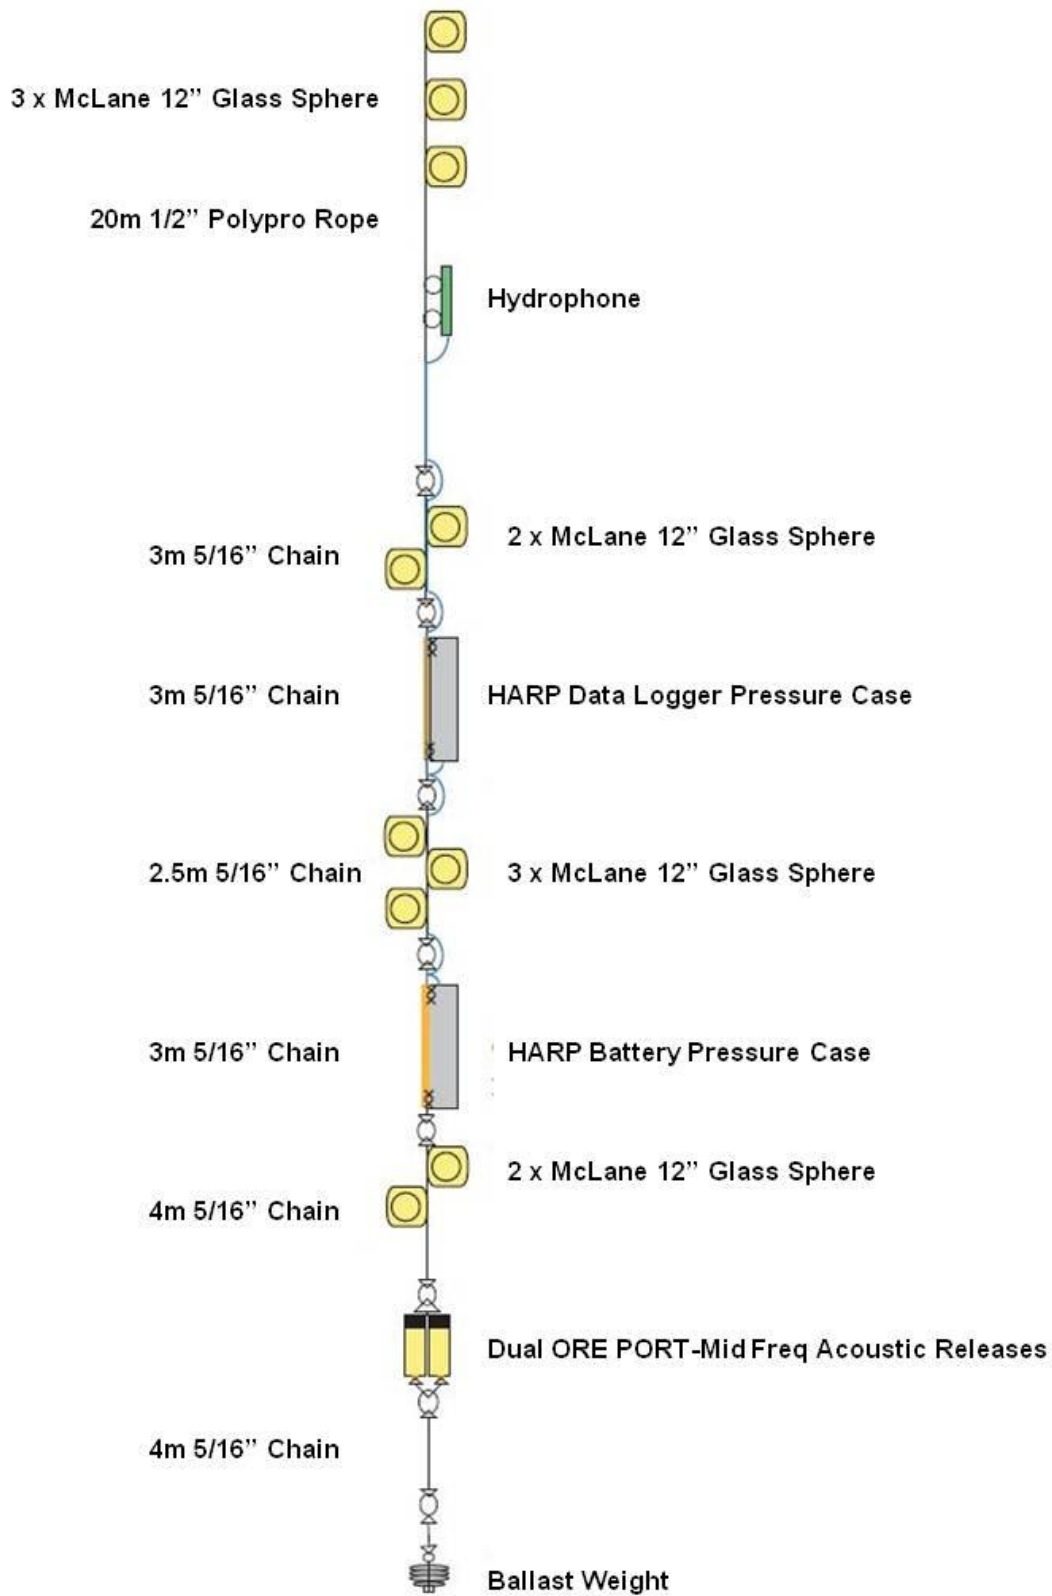 3 x McLane 12” Glass Sphere
20m 1/2” Polypro Rope
Hydrophone
2 x McLane 12” Glass Sphere
3m 5/16” Chain
3m 5/16” Chain
HARP Data Logger Pressure Case
2.5m 5/16” Chain
3 x McLane 12” Glass Sphere
3m 5/16” Chain
HARP Battery Pressure Case
2 x McLane 12” Glass Sphere
4m 5/16” Chain
Dual ORE PORT-Mid Freq Acoustic Releases
4m 5/16” Chain
Ballast Weight